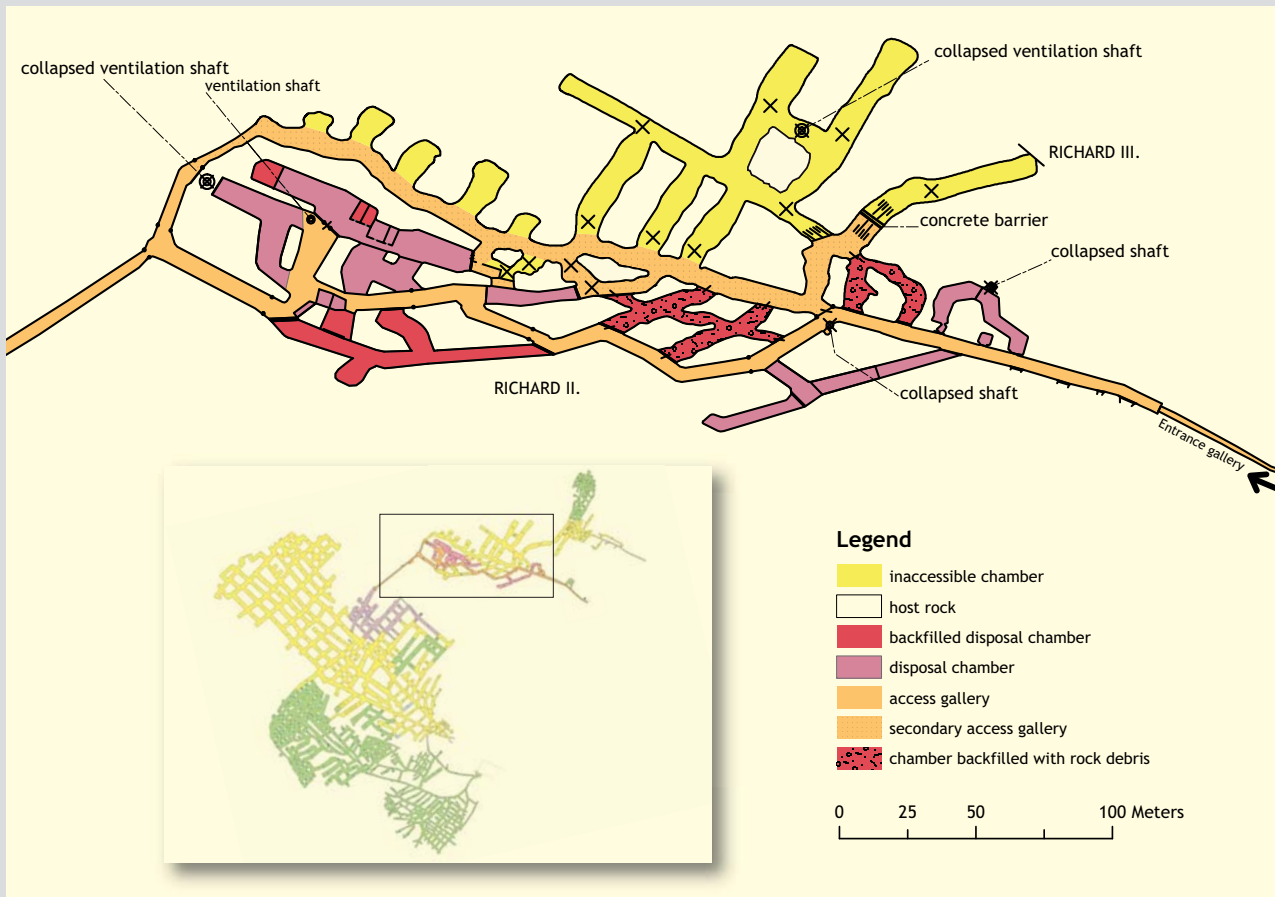 collapsed ventilation shaft
collapsed ventilation shaft
ventilation shaft
RICHARD III.
concrete barrier
collapsed shaft
RICHARD II.
collapsed shaft
Entrance gallery
Legend
inaccessible chamber
host rock
backfilled disposal chamber
disposal chamber
access gallery
secondary access gallery
chamber backfilled with rock debris
0 25 50 100 Meters